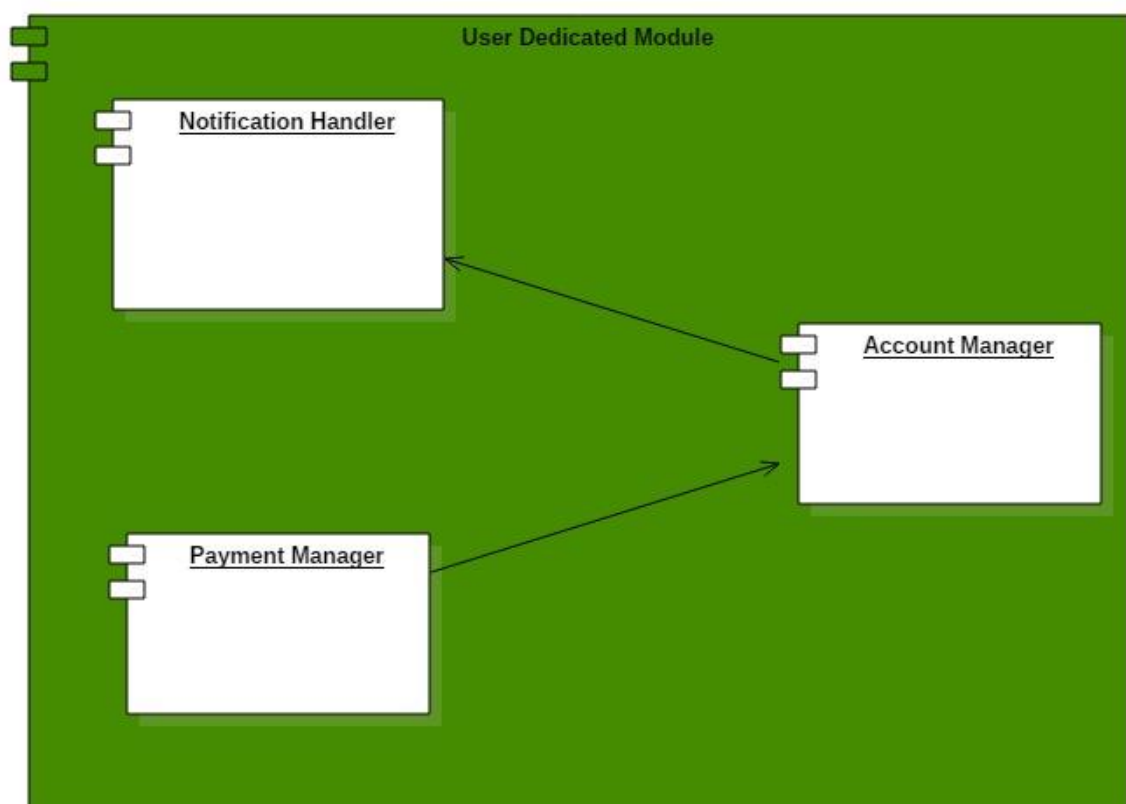 User Dedicated Module
Notification Handler
Account Manager
Payment Manager